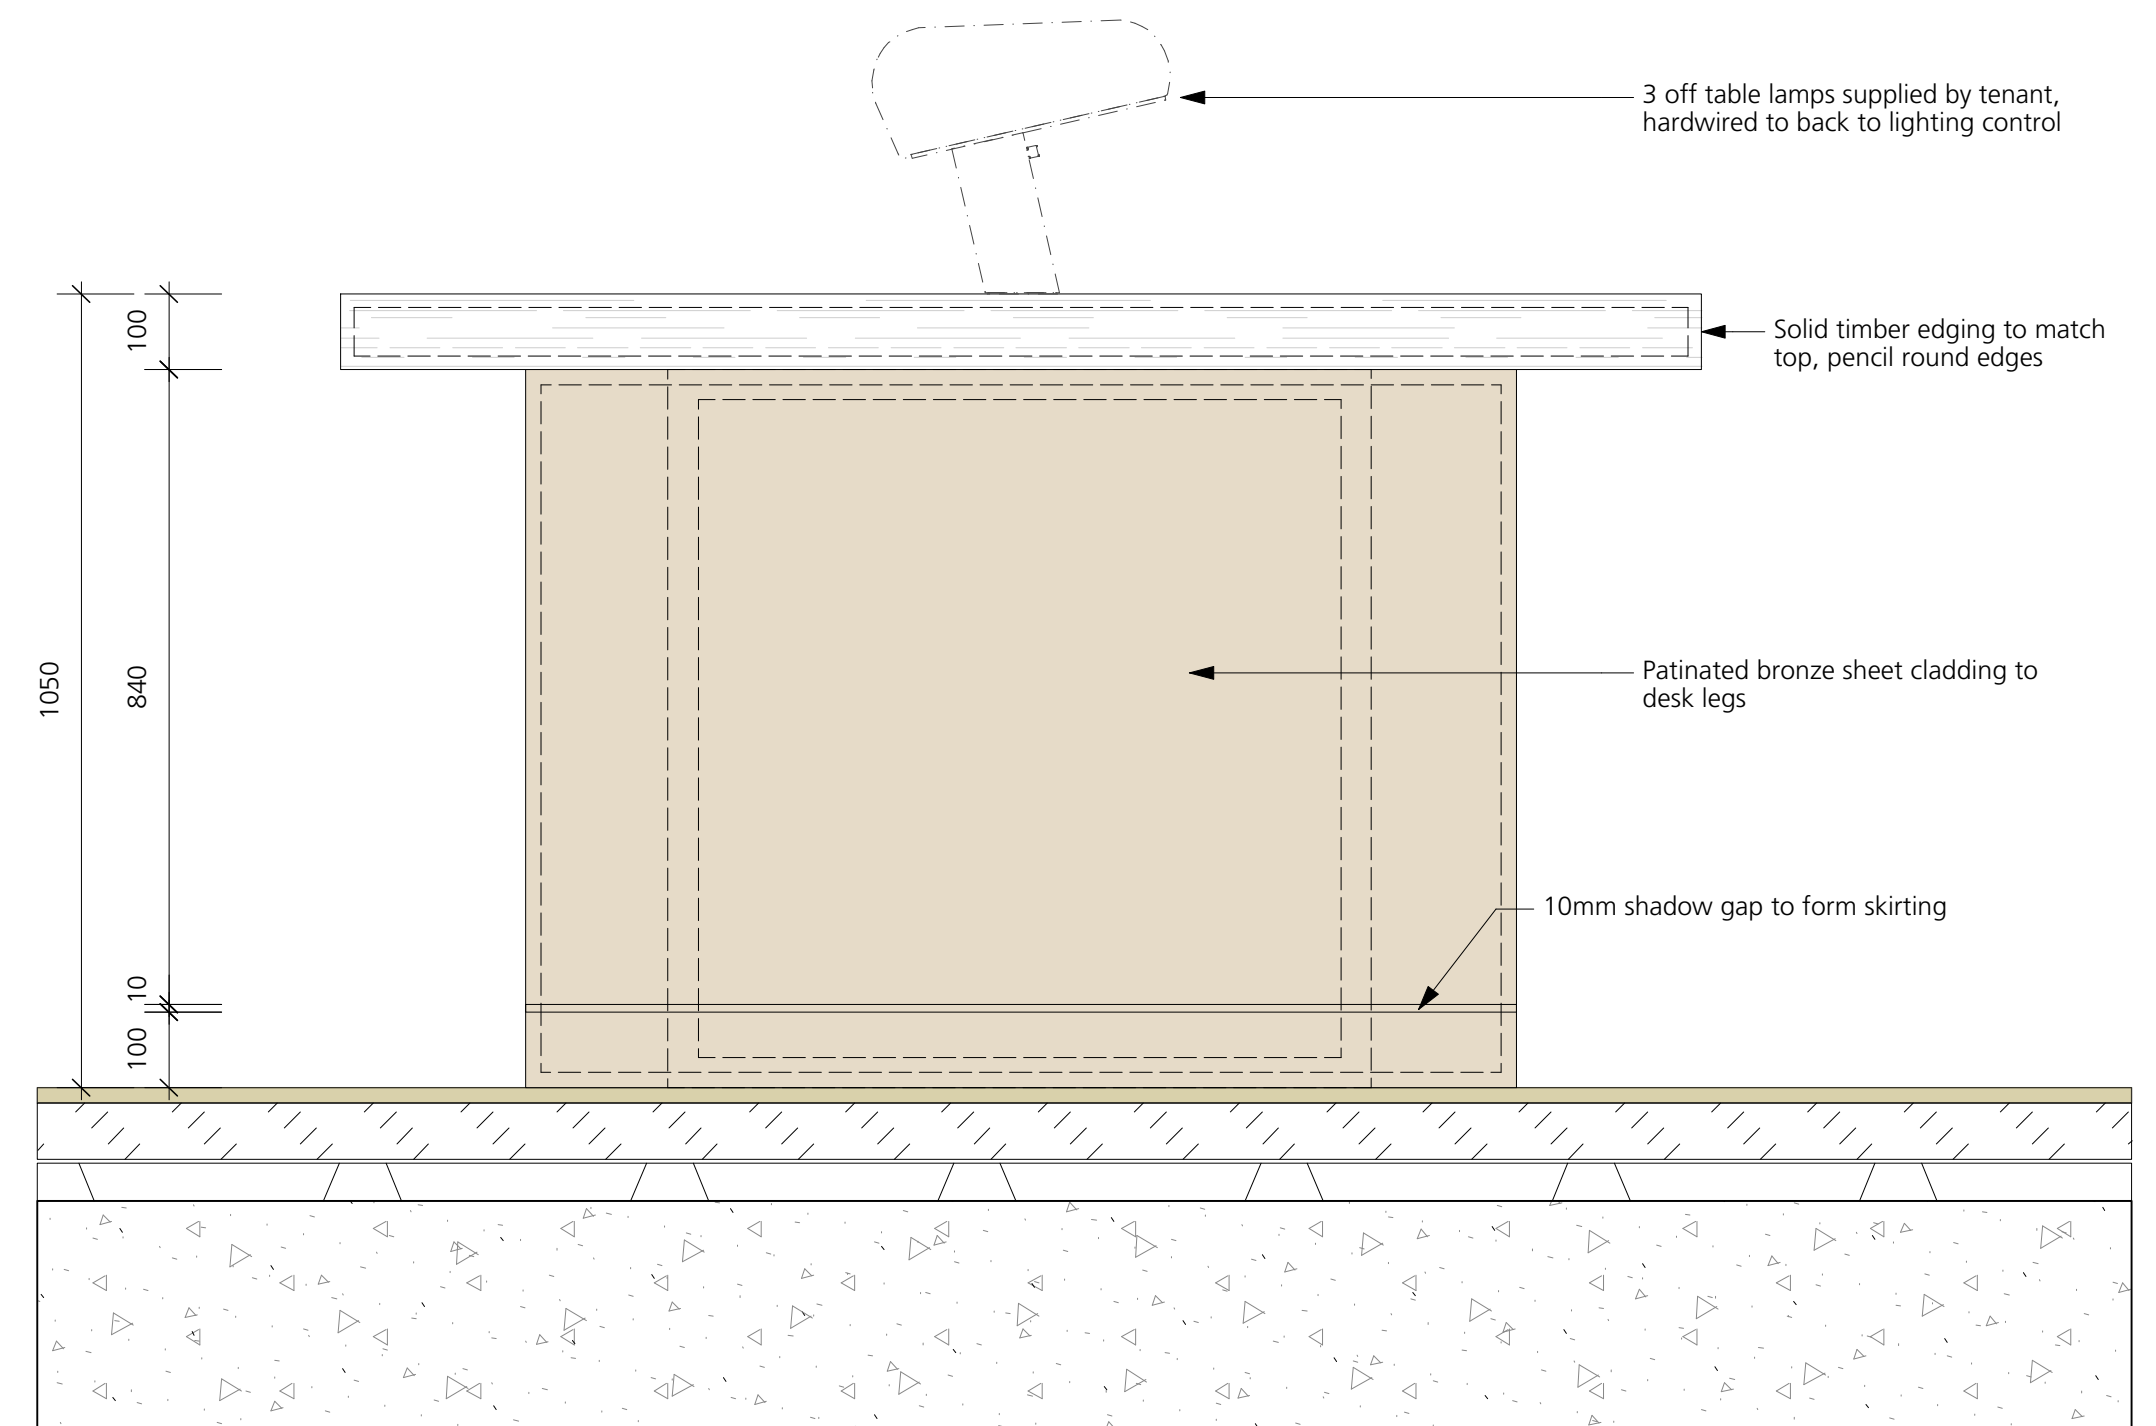 3 off table lamps supplied by tenant,
hardwired to back to lighting control
100
Solid timber edging to match
top, pencil round edges
1050
840
Patinated bronze sheet cladding to
desk legs
10mm shadow gap to form skirting
10
100